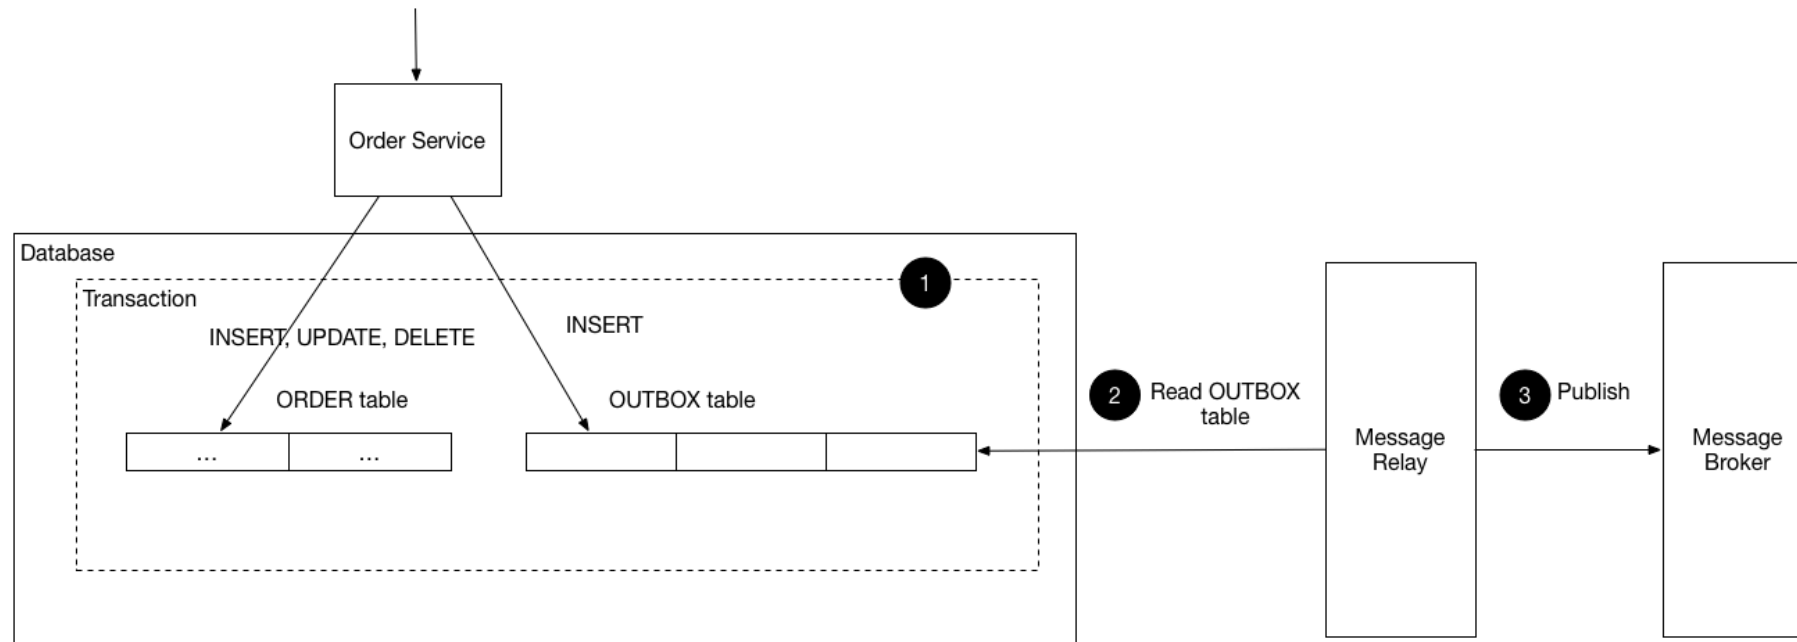 Order Service
Database
Transaction
1
INSERT, UPDATE, DELETE
INSERT
ORDER table
OUTBOX table
...
...
2
Read OUTBOX
table
Message
Relay
3
Publish
Message
Broker